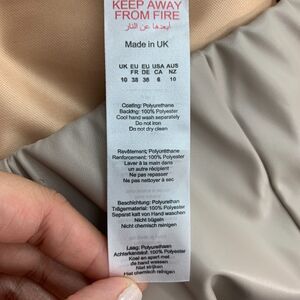 KEEP AWAY
FROM FIRE
أبعدها عن النار
Made in UK
UK EU EU USA AUS
FR DE CA NZ
10 38 36 6 10
Coating: Polyurethane
Backing: 100% Polyester
Cool hand wash separately
Do not iron
Do not dry clean
Revêtement: Polyuréthane
Renforcement: 100% Polyester
Laver à la main dans
un autre récipient
Ne pas repasser
Ne pas nettoyer à sec
Beschichtung: Polyurethan
Trägermaterial: 100% Polyester
Separat kalt von Hand waschen
Nicht bügeln
Nicht chemisch reinigen
Laag: Polyurethaan
Achterkantstof: 100% Polyester
Koel en apart met
de hand wassen
Niet strijken
Niet chemisch reinigen